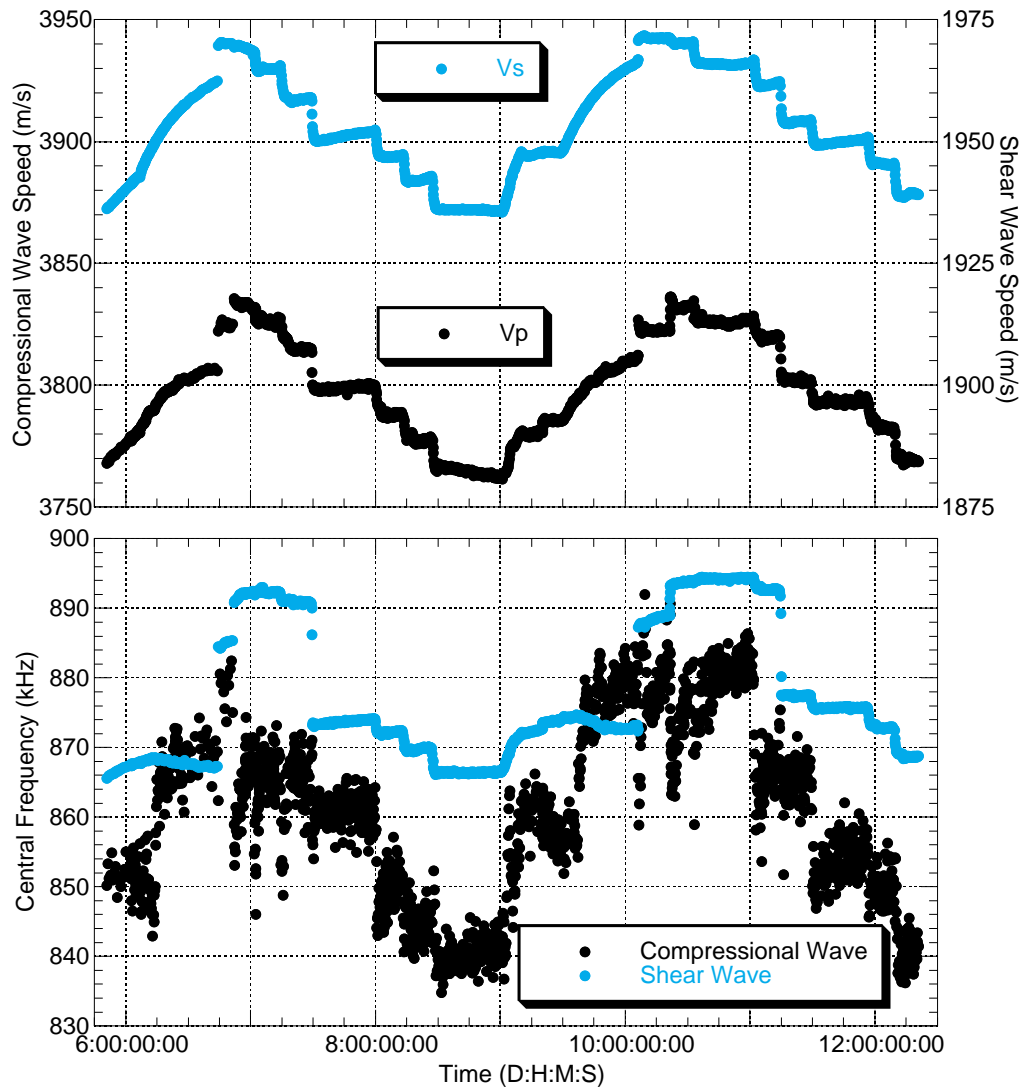 Compressional Wave Speed (m/s)
3950
3900
3850
3800
3750
Vs
Vp
1975
1950
1925
1900
1875
Shear Wave Speed (m/s)
Central Frequency (kHz)
900
890
880
870
860
850
840
830
Compressional Wave
Shear Wave
6:00:00:00 8:00:00:00 10:00:00:00 12:00:00:00
Time (D:H:M:S)